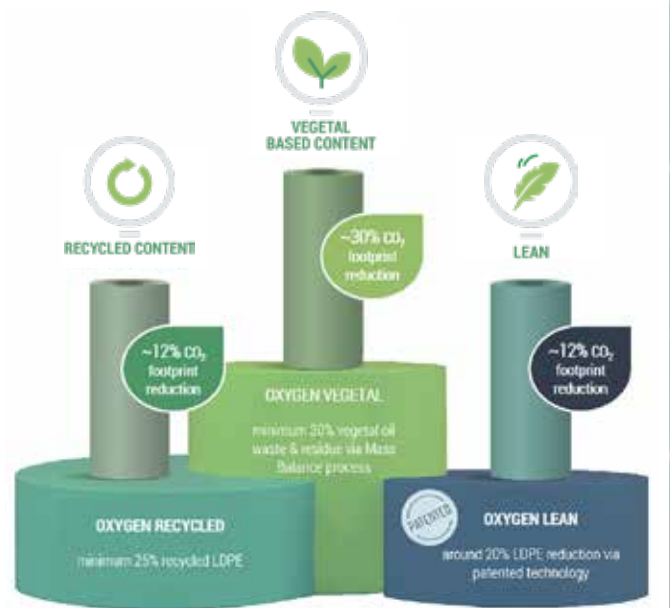 VEGETAL
BASED CONTENT
~30% CO₂
footprint
reduction
RECYCLED CONTENT
LEAN
~12% CO₂
footprint
reduction
~12% CO₂
footprint
reduction
OXYGEN VEGETAL
minimum 30% vegetal oil
waste & residue via Mass
Balance process
OXYGEN RECYCLED
minimum 25% recycled LDPE
PATENTED
OXYGEN LEAN
around 20% LDPE reduction via
patented technology